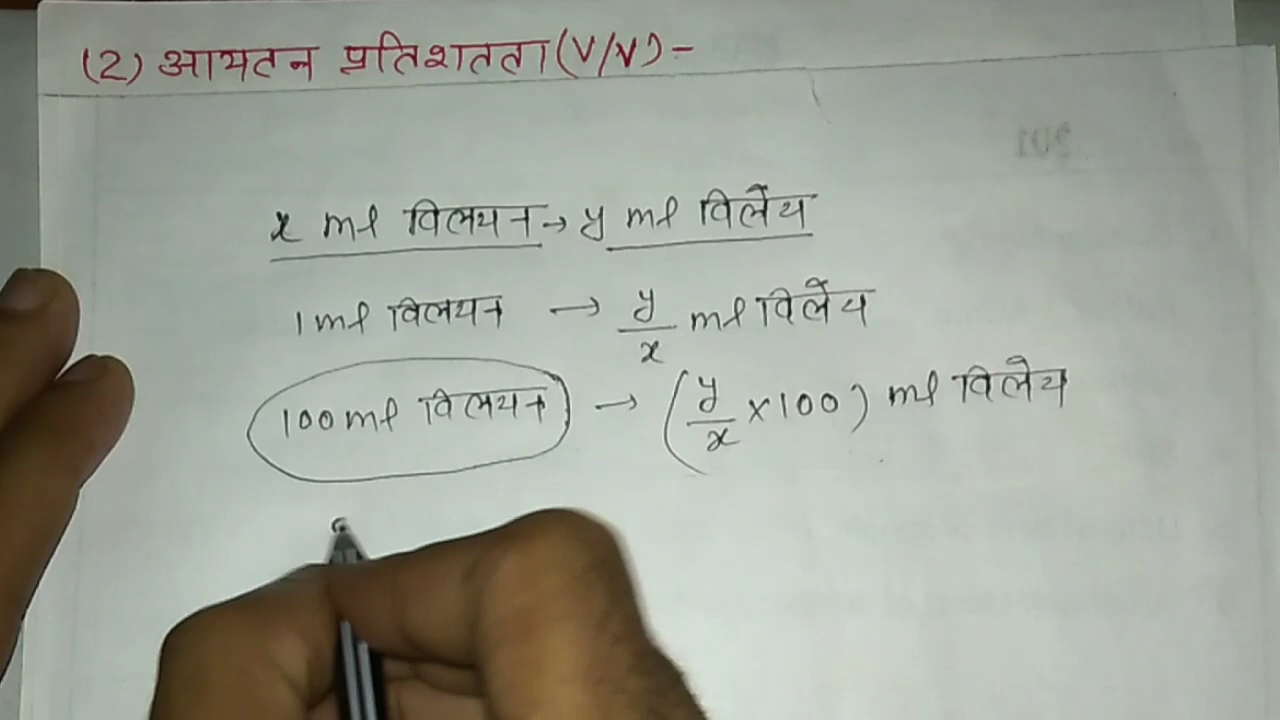 (2) आयतन प्रतिशतता (V/V) -
x ml विलयन → y ml विलेय
1 ml विलयन → y/x ml विलेय
100 ml विलयन → (y/x × 100) ml विलेय